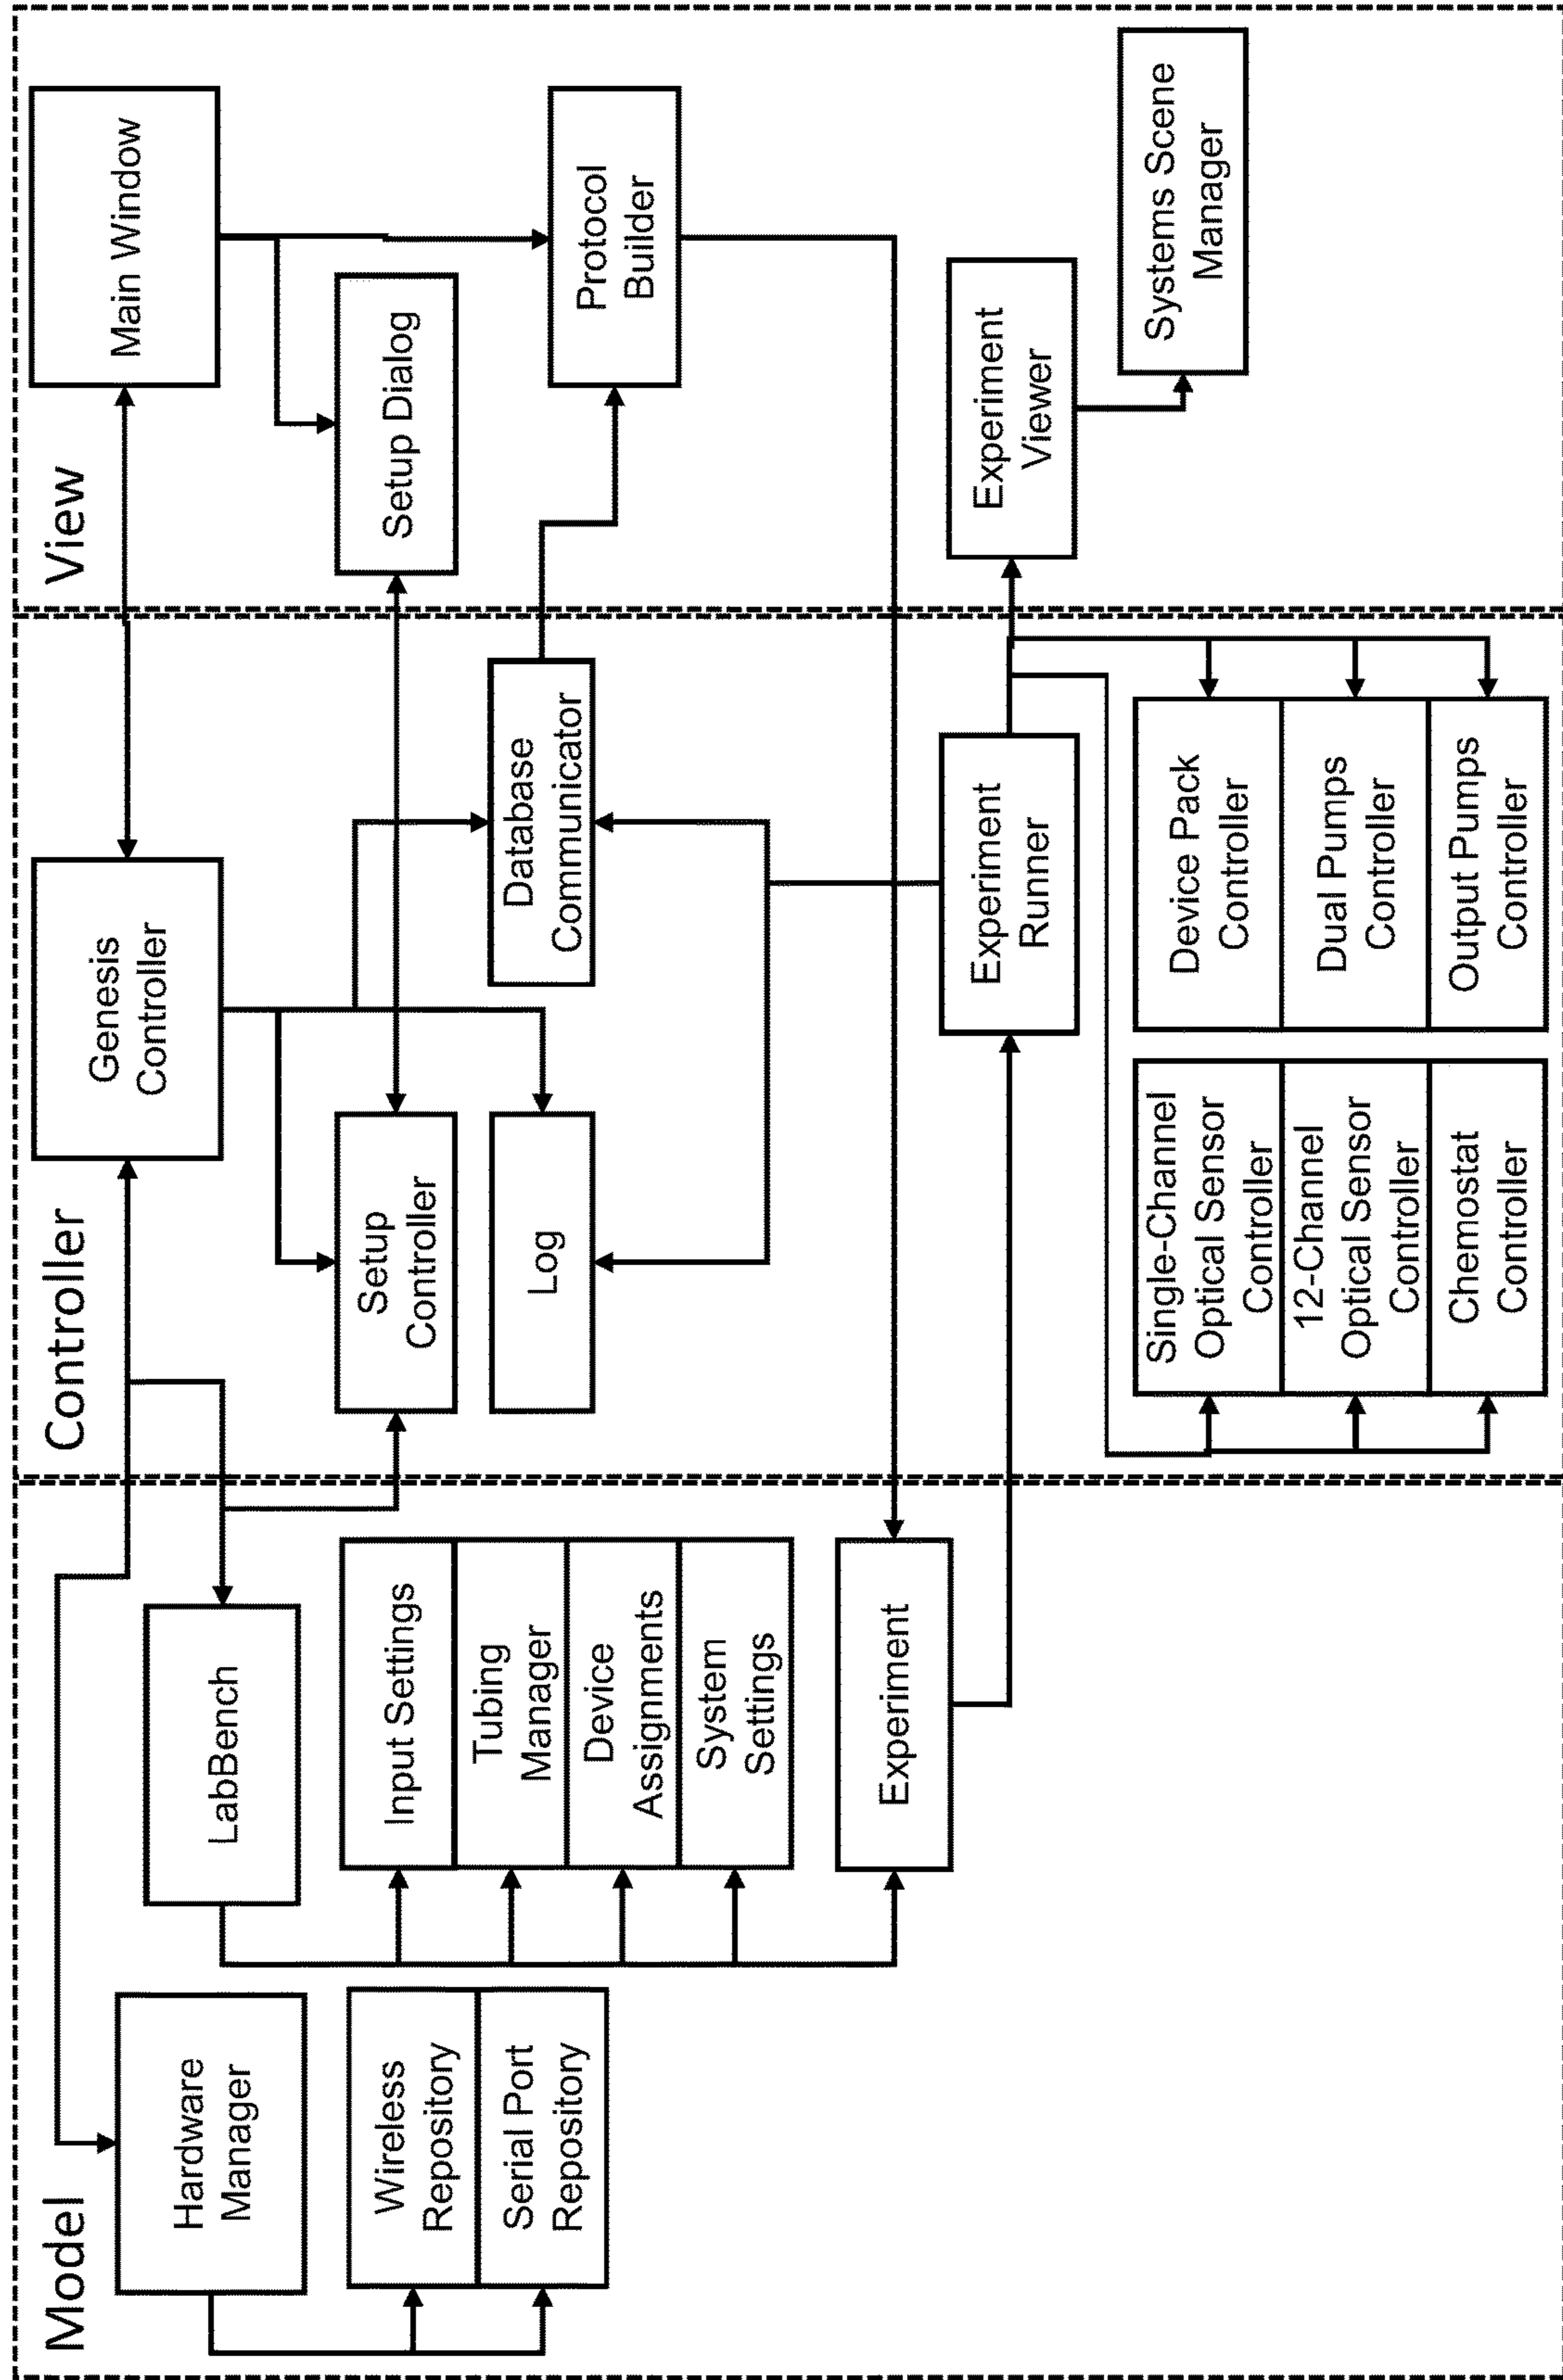 Model
Hardware
Manager
Wireless
Repository
Serial Port
Repository
LabBench
Input Settings
Tubing
Manager
Device
Assignments
System
Settings
Experiment
Controller
Genesis
Controller
Setup
Controller
Log
Database
Communicator
Experiment
Runner
Single-Channel
Optical Sensor
Controller
12-Channel
Optical Sensor
Controller
Chemostat
Controller
Device Pack
Controller
Dual Pumps
Controller
Output Pumps
Controller
View
Main Window
Setup Dialog
Protocol
Builder
Experiment
Viewer
Systems Scene
Manager